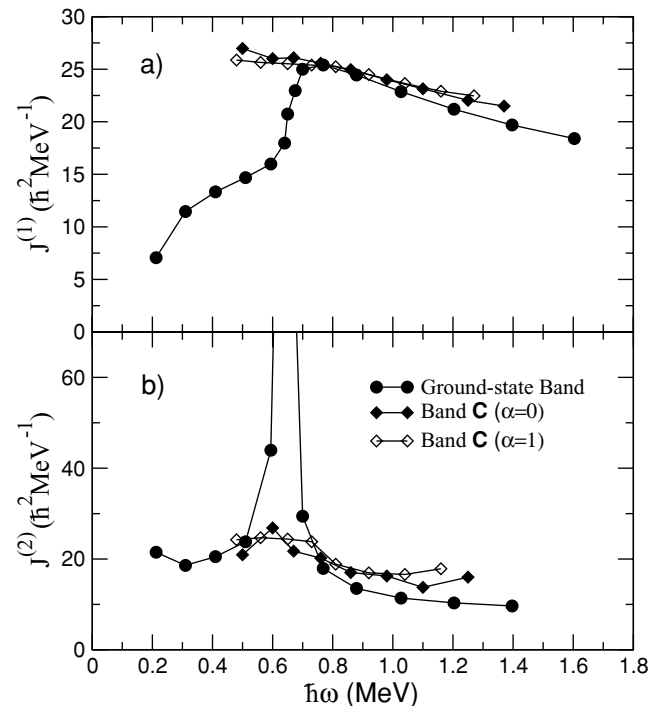 30
25
20
15
10
5
0
J(1) (ħ²MeV⁻¹)
a)
60
40
20
0
J(2) (ħ²MeV⁻¹)
b)
Ground-state Band
Band C (α=0)
Band C (α=1)
0 0.2 0.4 0.6 0.8 1.0 1.2 1.4 1.6 1.8
ħω (MeV)